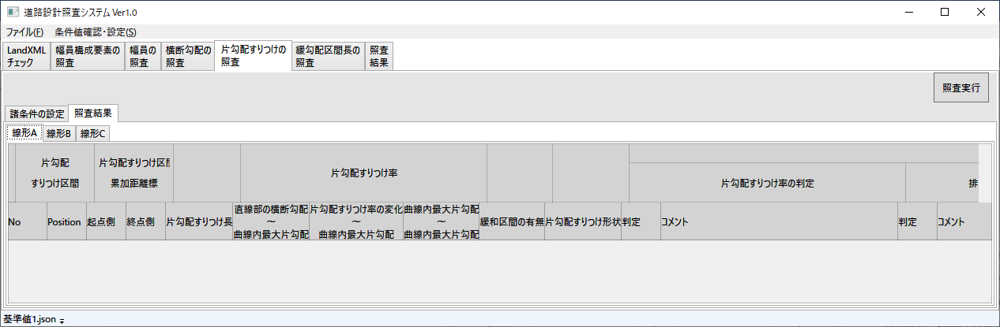 道路設計照査システム Ver1.0
ファイル(F) 条件値確認・設定(S)
LandXML
チェック
幅員構成要素の
照査
幅員の
照査
横断勾配の
照査
片勾配すりつけの
照査
緩勾配区間長の
照査
照査
結果
照査実行
諸条件の設定 照査結果
線形A 線形B 線形C
片勾配
すりつけ区間
片勾配すりつけ区間
累加距離標
片勾配すりつけ率
片勾配すりつけ率の判定
排
No
Position
起点側
終点側
片勾配すりつけ長
直線部の横断勾配
~
曲線内最大片勾配
片勾配すりつけ率の変化
~
曲線内最大片勾配
曲線内最大片勾配
~
曲線内最大片勾配
緩和区間の有無
片勾配すりつけ形状
判定
コメント
判定
コメント
基準値1.json